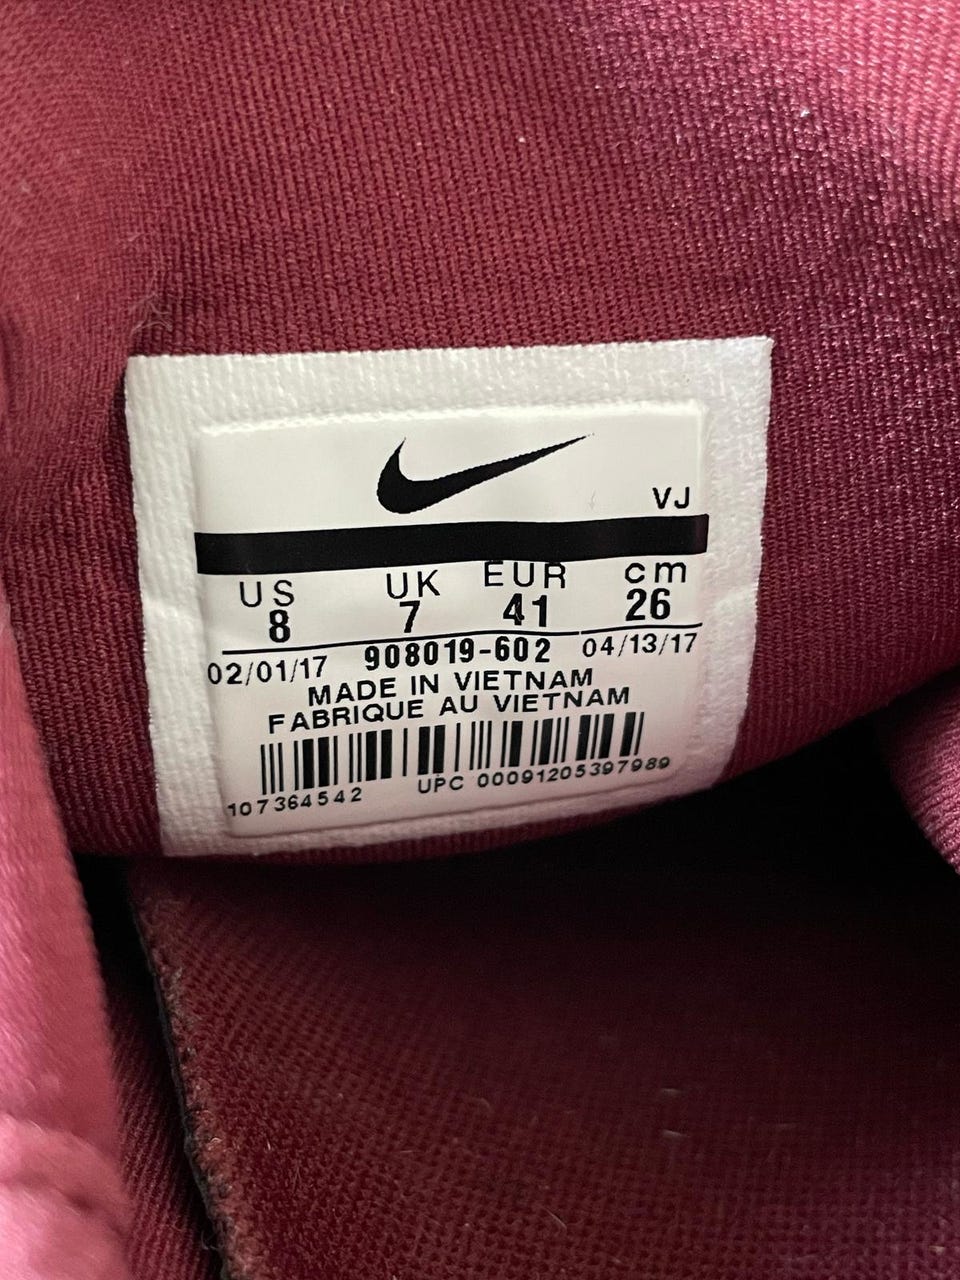 VJ
US UK EUR cm
8 7 41 26
02/01/17 908019-602 04/13/17
MADE IN VIETNAM
FABRIQUE AU VIETNAM
107364542 UPC 00091205397989